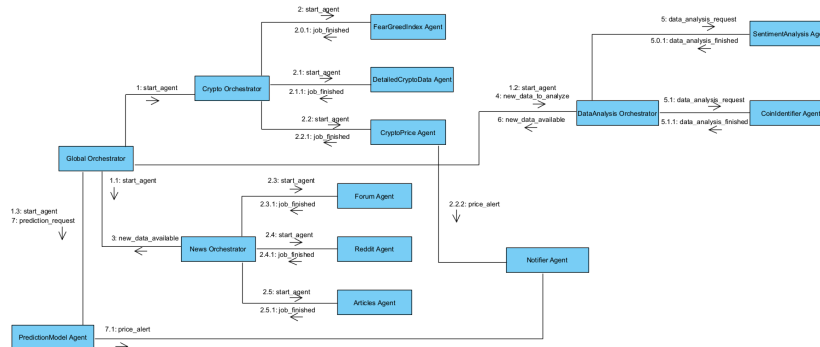 2: start_agent
2.0.1: job_finished
FearGreedIndex Agent
5: data_analysis_request
5.0.1: data_analysis_finished
SentimentAnalysis Age
1: start_agent
Crypto Orchestrator
2.1: start_agent
2.1.1: job_finished
DetailedCryptoData Agent
1.2: start_agent
4: new_data_to_analyze
6: new_data_available
DataAnalysis Orchestrator
5.1: data_analysis_request
5.1.1: data_analysis_finished
CoinIdentifier Agent
2.2: start_agent
2.2.1: job_finished
CryptoPrice Agent
Global Orchestrator
1.1: start_agent
1.3: start_agent
7: prediction_request
2.3: start_agent
2.3.1: job_finished
Forum Agent
2.2.2: price_alert
3: new_data_available
News Orchestrator
2.4: start_agent
2.4.1: job_finished
Reddit Agent
Notifier Agent
2.5: start_agent
2.5.1: job_finished
Articles Agent
PredictionModel Agent
7.1: price_alert